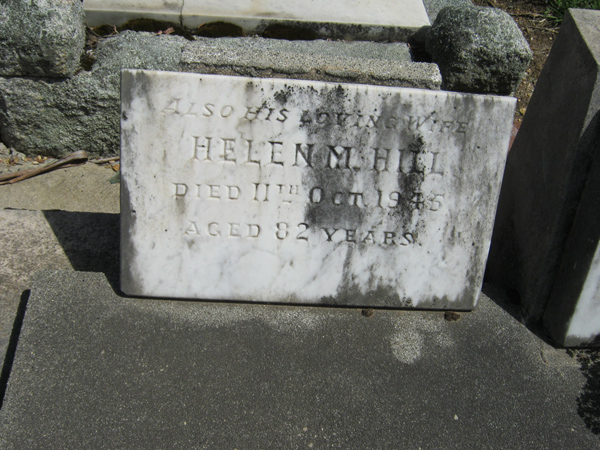 ALSO HIS LOVING WIFE
HELEN M. HILL
DIED 11TH OCT. 1945
AGED 82 YEARS.